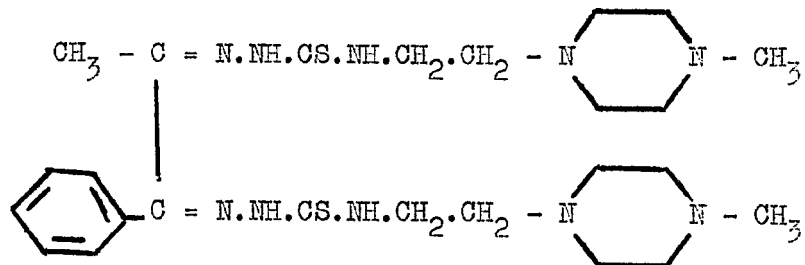 CH3 - C = N.NH.CS.NH.CH2.CH2 - N N - CH3
C = N.NH.CS.NH.CH2.CH2 - N N - CH3